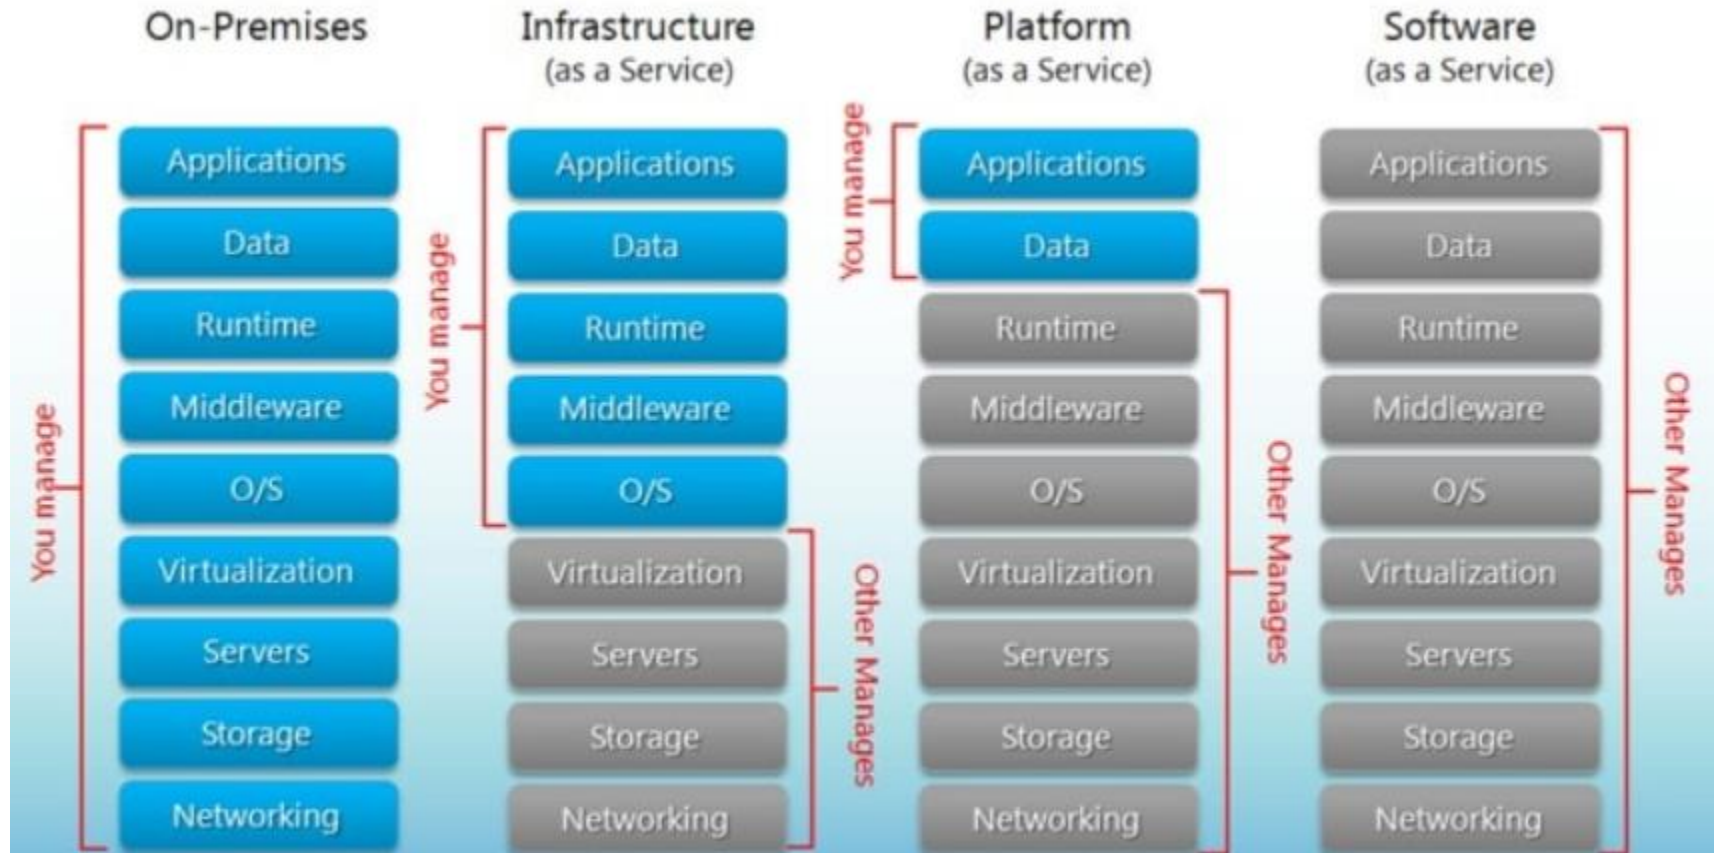 On-Premises
Infrastructure
(as a Service)
Platform
(as a Service)
Software
(as a Service)
You manage
Applications
Data
Runtime
Middleware
O/S
Virtualization
Servers
Storage
Networking
You manage
Applications
Data
Runtime
Middleware
O/S
Virtualization
Servers
Storage
Networking
Other Manages
You manage
Applications
Data
Runtime
Middleware
O/S
Virtualization
Servers
Storage
Networking
Other Manages
Applications
Data
Runtime
Middleware
O/S
Virtualization
Servers
Storage
Networking
Other Manages